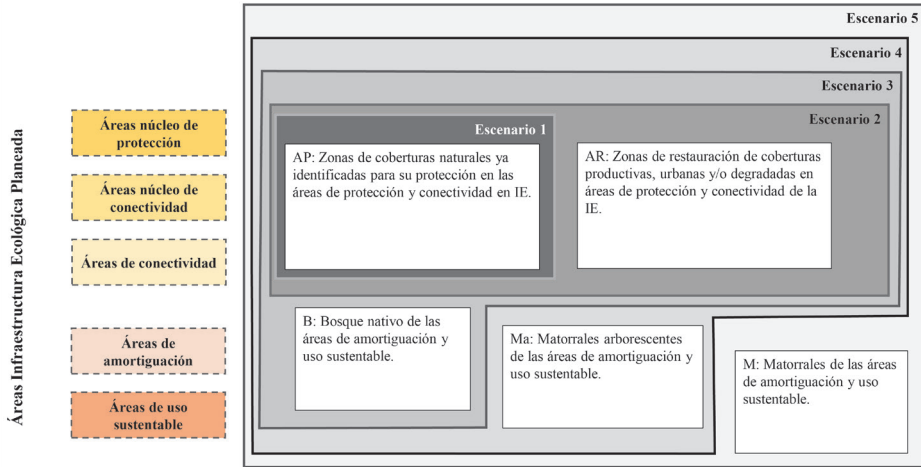 Áreas Infraestructura Ecológica Planeada
Áreas núcleo de
protección
Áreas núcleo de
conectividad
Áreas de conectividad
Áreas de
amortiguación
Áreas de uso
sustentable
Escenario 5
Escenario 4
Escenario 3
Escenario 2
Escenario 1
AP: Zonas de coberturas naturales ya
identificadas para su protección en las
áreas de protección y conectividad en IE.
AR: Zonas de restauración de coberturas
productivas, urbanas y/o degradadas en
áreas de protección y conectividad de la
IE.
B: Bosque nativo de las
áreas de amortiguación y
uso sustentable.
Ma: Matorrales arborescentes
de las áreas de amortiguación y
uso sustentable.
M: Matorrales de las áreas
de amortiguación y uso
sustentable.